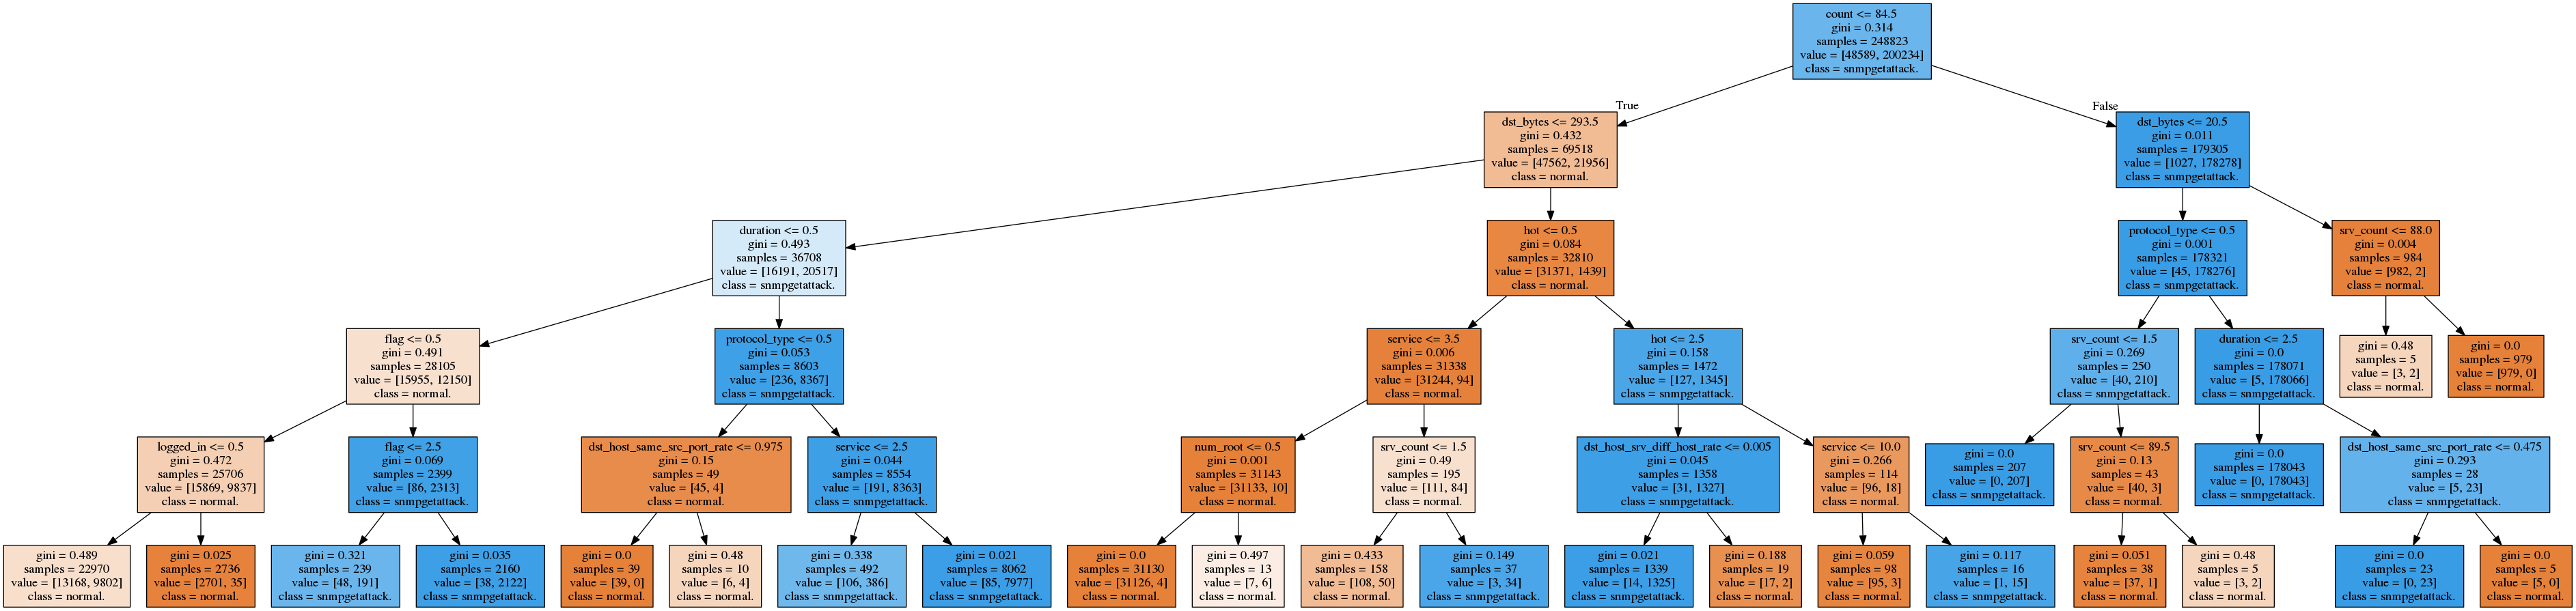 count <= 84.5
gini = 0.314
samples = 248823
value = [48589, 200234]
class = snmpgetattack.
True
False
dst_bytes <= 293.5
gini = 0.432
samples = 69518
value = [47562, 21956]
class = normal.
dst_bytes <= 20.5
gini = 0.011
samples = 179305
value = [1027, 178278]
class = snmpgetattack.
duration <= 0.5
gini = 0.493
samples = 36708
value = [16191, 20517]
class = snmpgetattack.
hot <= 0.5
gini = 0.084
samples = 32810
value = [31371, 1439]
class = normal.
protocol_type <= 0.5
gini = 0.001
samples = 178321
value = [45, 178276]
class = snmpgetattack.
srv_count <= 88.0
gini = 0.004
samples = 984
value = [982, 2]
class = normal.
flag <= 0.5
gini = 0.491
samples = 28105
value = [15955, 12150]
class = normal.
protocol_type <= 0.5
gini = 0.053
samples = 8603
value = [236, 8367]
class = snmpgetattack.
service <= 3.5
gini = 0.006
samples = 31338
value = [31244, 94]
class = normal.
hot <= 2.5
gini = 0.158
samples = 1472
value = [127, 1345]
class = snmpgetattack.
srv_count <= 1.5
gini = 0.269
samples = 250
value = [40, 210]
class = snmpgetattack.
duration <= 2.5
gini = 0.0
samples = 178071
value = [5, 178066]
class = snmpgetattack.
gini = 0.48
samples = 5
value = [3, 2]
class = normal.
gini = 0.0
samples = 979
value = [979, 0]
class = normal.
logged_in <= 0.5
gini = 0.472
samples = 25706
value = [15869, 9837]
class = normal.
flag <= 2.5
gini = 0.069
samples = 2399
value = [86, 2313]
class = snmpgetattack.
dst_host_same_src_port_rate <= 0.975
gini = 0.15
samples = 49
value = [45, 4]
class = normal.
service <= 2.5
gini = 0.044
samples = 8554
value = [191, 8363]
class = snmpgetattack.
num_root <= 0.5
gini = 0.001
samples = 31143
value = [31133, 10]
class = normal.
srv_count <= 1.5
gini = 0.49
samples = 195
value = [111, 84]
class = normal.
dst_host_srv_diff_host_rate <= 0.005
gini = 0.045
samples = 1358
value = [31, 1327]
class = snmpgetattack.
service <= 10.0
gini = 0.266
samples = 114
value = [96, 18]
class = normal.
gini = 0.0
samples = 207
value = [0, 207]
class = snmpgetattack.
srv_count <= 89.5
gini = 0.13
samples = 43
value = [40, 3]
class = normal.
gini = 0.0
samples = 178043
value = [0, 178043]
class = snmpgetattack.
dst_host_same_src_port_rate <= 0.475
gini = 0.293
samples = 28
value = [5, 23]
class = snmpgetattack.
gini = 0.489
samples = 22970
value = [13168, 9802]
class = normal.
gini = 0.025
samples = 2736
value = [2701, 35]
class = normal.
gini = 0.321
samples = 239
value = [48, 191]
class = snmpgetattack.
gini = 0.035
samples = 2160
value = [38, 2122]
class = snmpgetattack.
gini = 0.0
samples = 39
value = [39, 0]
class = normal.
gini = 0.48
samples = 10
value = [6, 4]
class = normal.
gini = 0.338
samples = 492
value = [106, 386]
class = snmpgetattack.
gini = 0.021
samples = 8062
value = [85, 7977]
class = snmpgetattack.
gini = 0.0
samples = 31130
value = [31126, 4]
class = normal.
gini = 0.497
samples = 13
value = [7, 6]
class = normal.
gini = 0.433
samples = 158
value = [108, 50]
class = normal.
gini = 0.149
samples = 37
value = [3, 34]
class = snmpgetattack.
gini = 0.021
samples = 1339
value = [14, 1325]
class = snmpgetattack.
gini = 0.188
samples = 19
value = [17, 2]
class = normal.
gini = 0.059
samples = 98
value = [95, 3]
class = normal.
gini = 0.117
samples = 16
value = [1, 15]
class = snmpgetattack.
gini = 0.051
samples = 38
value = [37, 1]
class = normal.
gini = 0.48
samples = 5
value = [3, 2]
class = normal.
gini = 0.0
samples = 23
value = [0, 23]
class = snmpgetattack.
gini = 0.0
samples = 5
value = [5, 0]
class = normal.